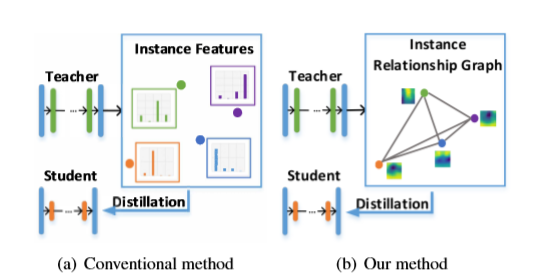 Instance Features
Teacher
...
Student
...
Distillation
(a) Conventional method
Instance
Relationship Graph
Teacher
...
Student
...
Distillation
(b) Our method